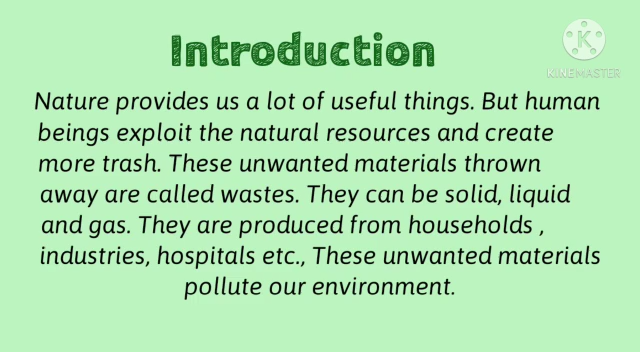 Introduction
KINEMASTER
Nature provides us a lot of useful things. But human
beings exploit the natural resources and create
more trash. These unwanted materials thrown
away are called wastes. They can be solid, liquid
and gas. They are produced from households ,
industries, hospitals etc., These unwanted materials
pollute our environment.